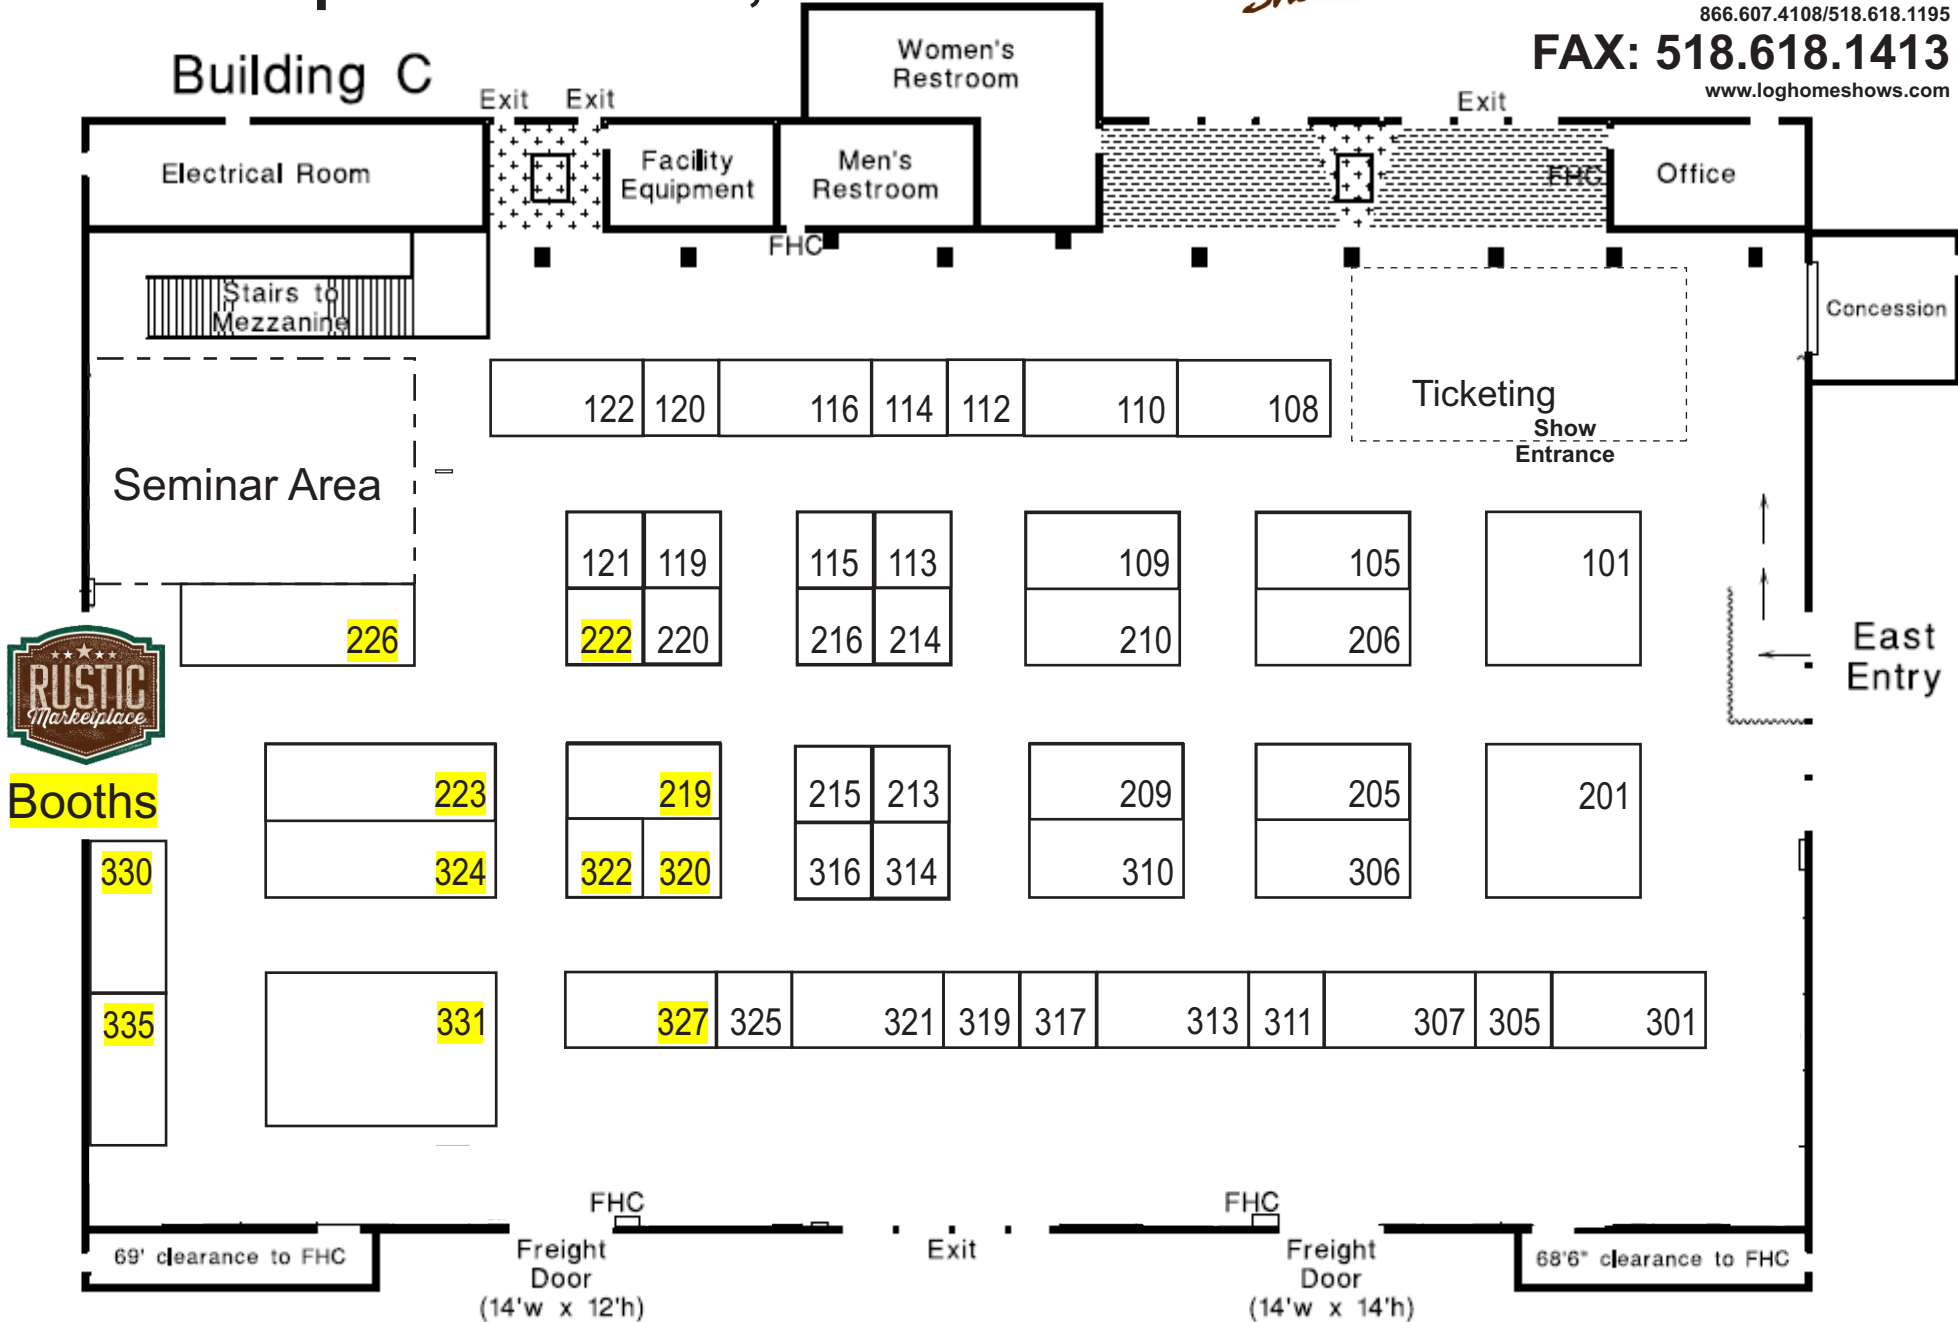 866.607.4108/518.618.1195
FAX: 518.618.1413
www.loghomeshows.com
Building C
Women's
Restroom
Exit
Exit
Exit
Electrical Room
Facility
Equipment
Men's
Restroom
FHC
Office
FHC
Stairs to
Mezzanine
Concession
122 120 116 114 112 110 108
Ticketing
Show
Entrance
Seminar Area
121 119 115 113 109 105 101
226 222 220 216 214 210 206
East
Entry
RUSTIC
Marketplace
Booths
223 219 215 213 209 205 201
330 324 322 320 316 314 310 306
335 331 327 325 321 319 317 313 311 307 305 301
FHC
FHC
69' clearance to FHC
Freight
Door
(14'w x 12'h)
Exit
Freight
Door
(14'w x 14'h)
68'6" clearance to FHC